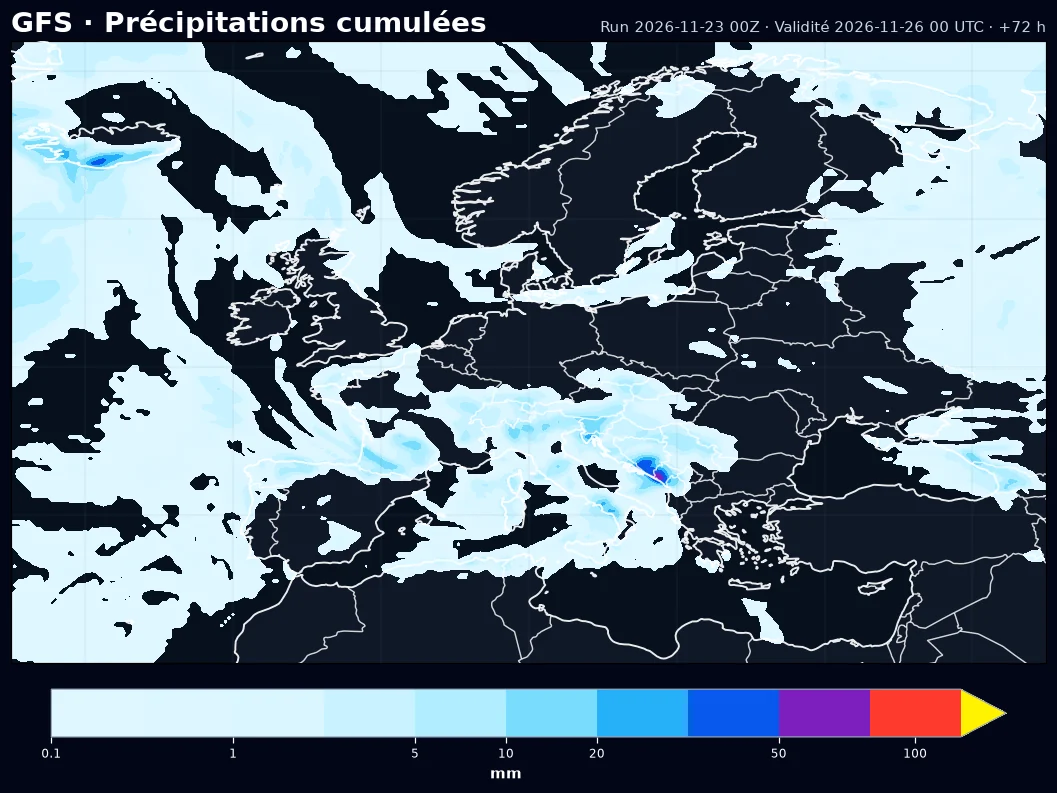 GFS · Précipitations cumulées
Run 2026-11-23 00Z · Validité 2026-11-26 00 UTC · +72 h
0.1 1 5 10 20 50 100
mm